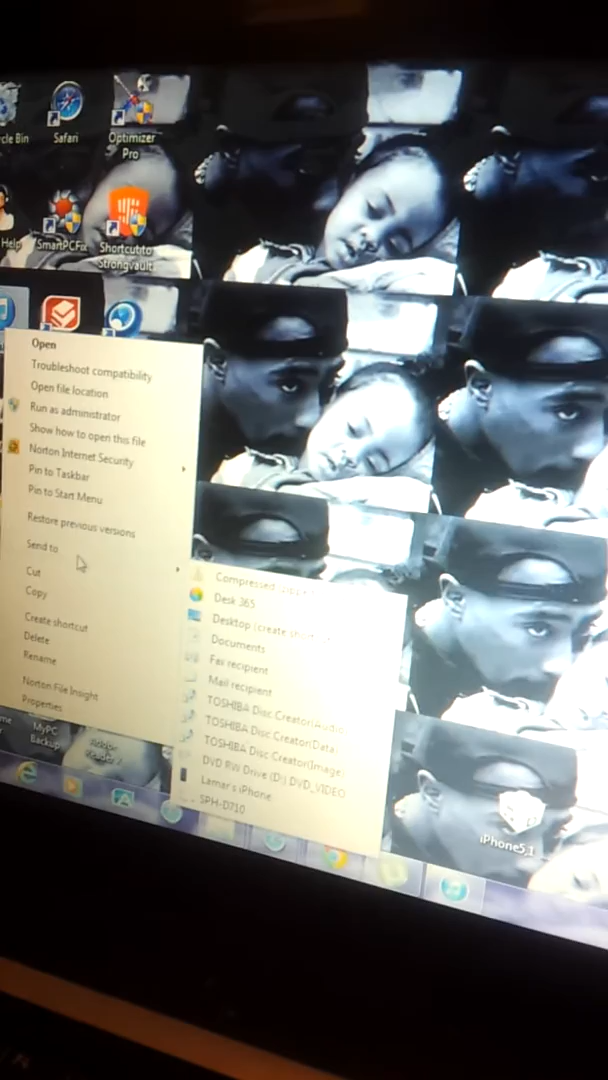 cle Bin
Safari
Optimizer
Pro
Help
SmartPCFix
Shortcut to
Strongvault
Open
Troubleshoot compatibility
Open file location
Run as administrator
Show how to open this file
Norton Internet Security
Pin to Taskbar
Pin to Start Menu
Restore previous versions
Send to
Cut
Copy
Create shortcut
Delete
Rename
Norton File Insight
Properties
Compressed
Desk 365
Desktop (create
Documents
Fax recipient
Mail recipient
TOSHIBA Disc Creator(Audio)
TOSHIBA Disc Creator(Data)
TOSHIBA Disc Creator(Image)
DVD RW Drive (D:) DVD_VIDEO
Lamar's iPhone
SPH-D710
MyPC
Backup
Reader
iPhone5,1